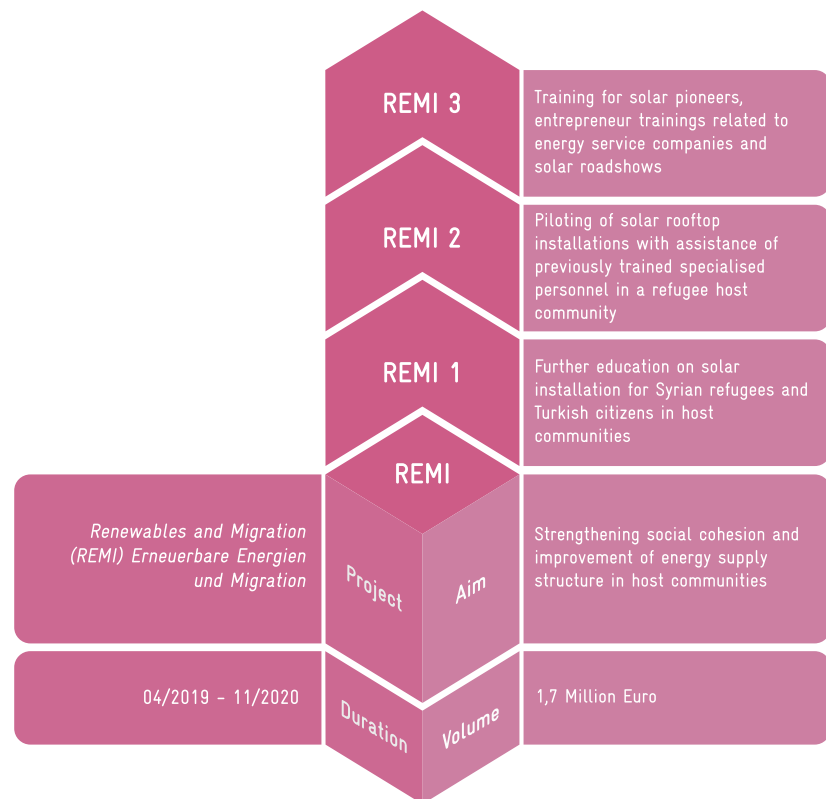 REMI 3
Training for solar pioneers,
entrepreneur trainings related to
energy service companies and
solar roadshows
REMI 2
Piloting of solar rooftop
installations with assistance of
previously trained specialised
personnel in a refugee host
community
REMI 1
Further education on solar
installation for Syrian refugees and
Turkish citizens in host
communities
REMI
Renewables and Migration
(REMI) Erneuerbare Energien
und Migration
Project
Aim
Strengthening social cohesion and
improvement of energy supply
structure in host communities
04/2019 - 11/2020
Duration
Volume
1,7 Million Euro